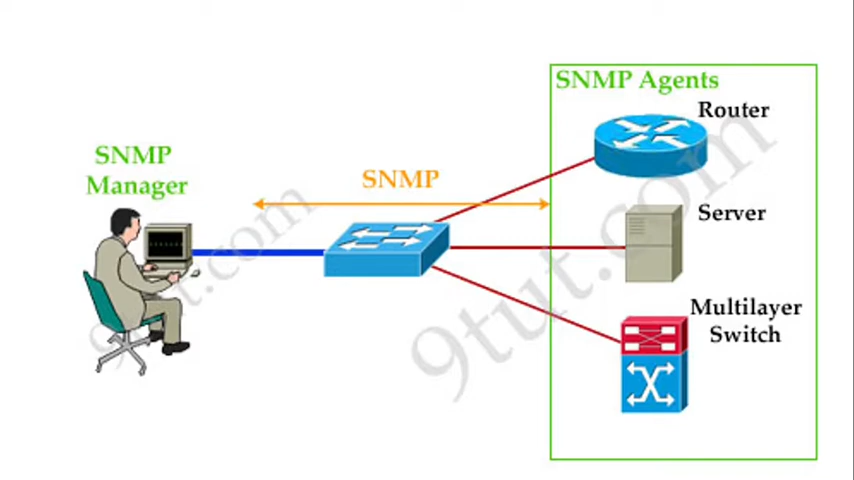 SNMP Agents
Router
SNMP
Manager
SNMP
Server
Multilayer
Switch
9tut.com
9tut.com